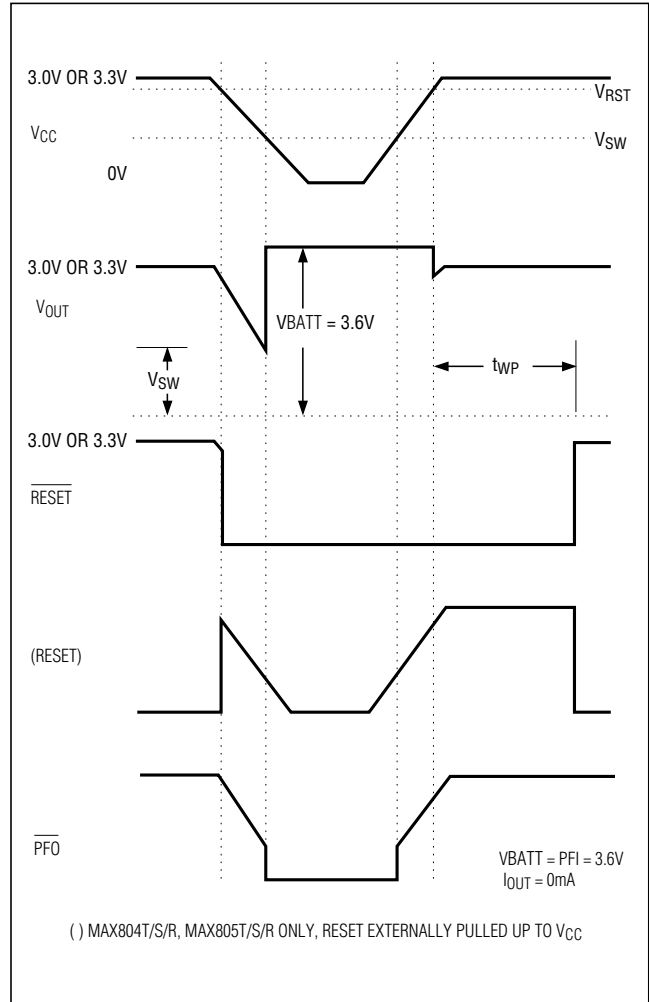 3.0V OR 3.3V
VRST
VCC
VSW
0V
3.0V OR 3.3V
VOUT
VBATT = 3.6V
VSW
tWP
3.0V OR 3.3V
RESET
(RESET)
PFO
VBATT = PFI = 3.6V
IOUT = 0mA
( ) MAX804T/S/R, MAX805T/S/R ONLY, RESET EXTERNALLY PULLED UP TO VCC